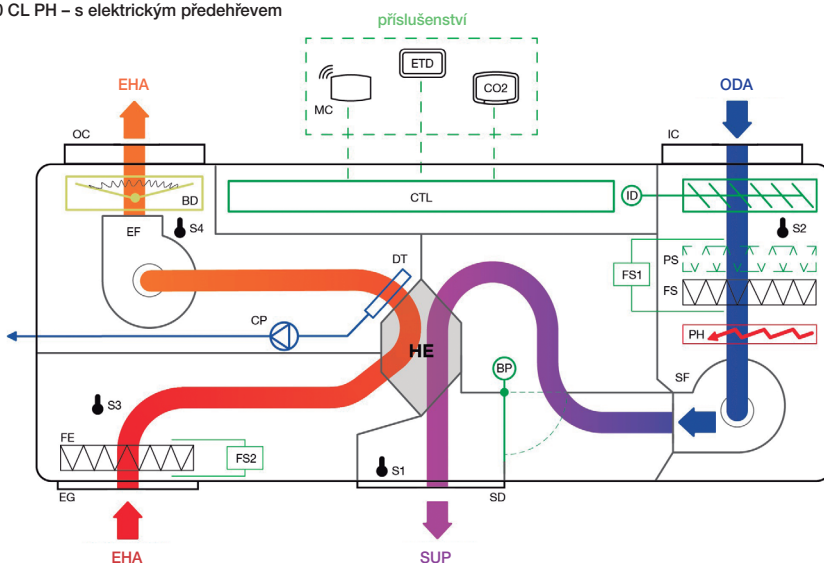 0 CL PH – s elektrickým předehřevem
příslušenství
ETD
CO2
MC
EHA
ODA
OC
IC
BD
CTL
ID
EF
S4
S2
PS
FS1
FS
DT
CP
HE
PH
BP
SF
S3
FE
FS2
S1
EG
SD
EHA
SUP